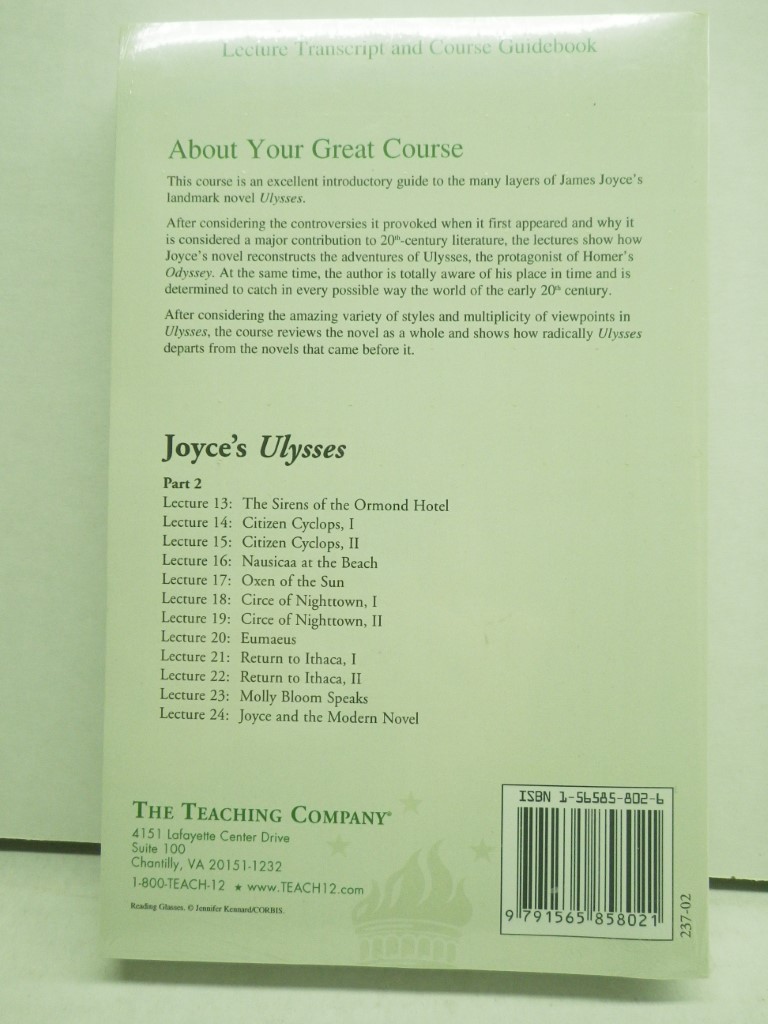 Lecture Transcript and Course Guidebook
About Your Great Course
This course is an excellent introductory guide to the many layers of James Joyce's
landmark novel Ulysses.
After considering the controversies it provoked when it first appeared and why it
is considered a major contribution to 20th-century literature, the lectures show how
Joyce's novel reconstructs the adventures of Ulysses, the protagonist of Homer's
Odyssey. At the same time, the author is totally aware of his place in time and is
determined to catch in every possible way the world of the early 20th century.
After considering the amazing variety of styles and multiplicity of viewpoints in
Ulysses, the course reviews the novel as a whole and shows how radically Ulysses
departs from the novels that came before it.
Joyce's Ulysses
Part 2
Lecture 13: The Sirens of the Ormond Hotel
Lecture 14: Citizen Cyclops, I
Lecture 15: Citizen Cyclops, II
Lecture 16: Nausicaa at the Beach
Lecture 17: Oxen of the Sun
Lecture 18: Circe of Nighttown, I
Lecture 19: Circe of Nighttown, II
Lecture 20: Eumaeus
Lecture 21: Return to Ithaca, I
Lecture 22: Return to Ithaca, II
Lecture 23: Molly Bloom Speaks
Lecture 24: Joyce and the Modern Novel
THE TEACHING COMPANY®
4151 Lafayette Center Drive
Suite 100
Chantilly, VA 20151-1232
1-800-TEACH-12 ★ www.TEACH12.com
Reading Glasses, © Jennifer Kennard/CORBIS.
ISBN 1-56585-802-6
9 791565 858021
237-02